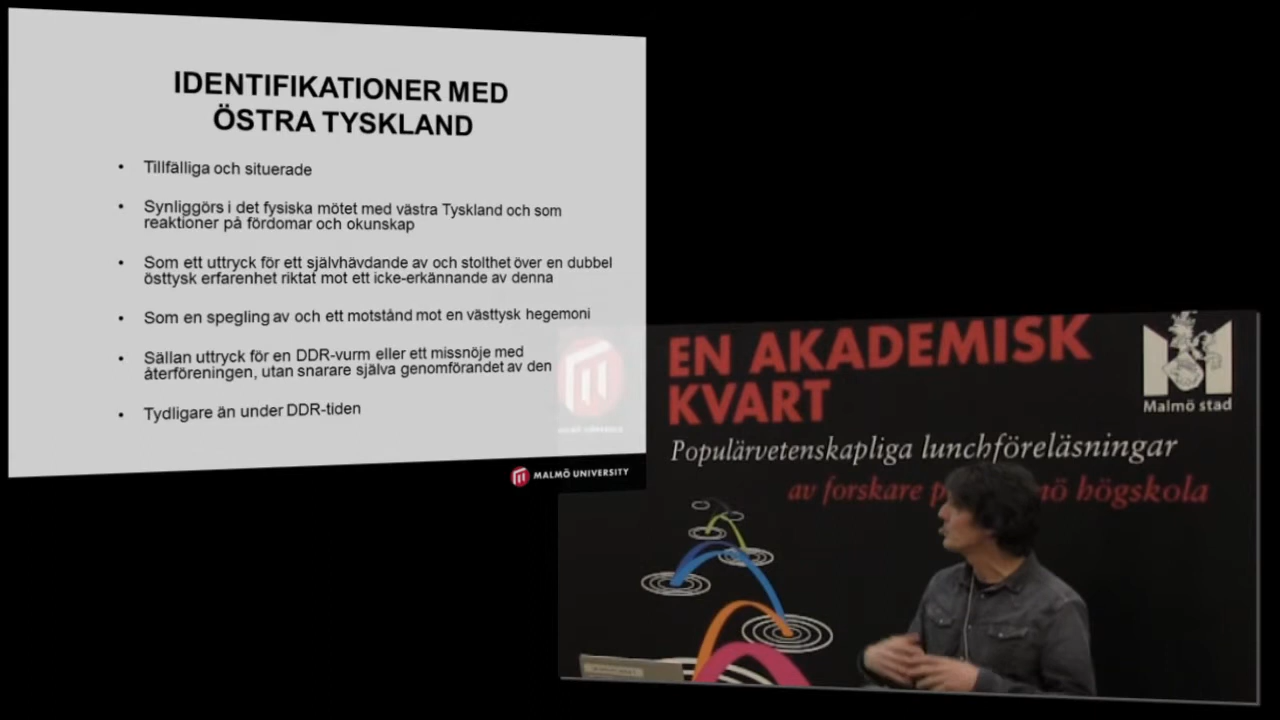 IDENTIFIKATIONER MED
ÖSTRA TYSKLAND
• Tillfälliga och situerade
• Synliggörs i det fysiska mötet med västra Tyskland och som
reaktioner på fördomar och okunskap
• Som ett uttryck för ett självhävdande av och stolthet över en dubbel
östtysk erfarenhet riktat mot ett icke-erkännande av denna
• Som en spegling av och ett motstånd mot en västtysk hegemoni
• Sällan uttryck för en DDR-vurm eller ett missnöje med
återföreningen, utan snarare själva genomförandet av den
• Tydligare än under DDR-tiden
MALMÖ UNIVERSITY
EN AKADEMISK
KVART
Malmö stad
Populärvetenskapliga lunchföreläsningar
av forskare p mö högskola